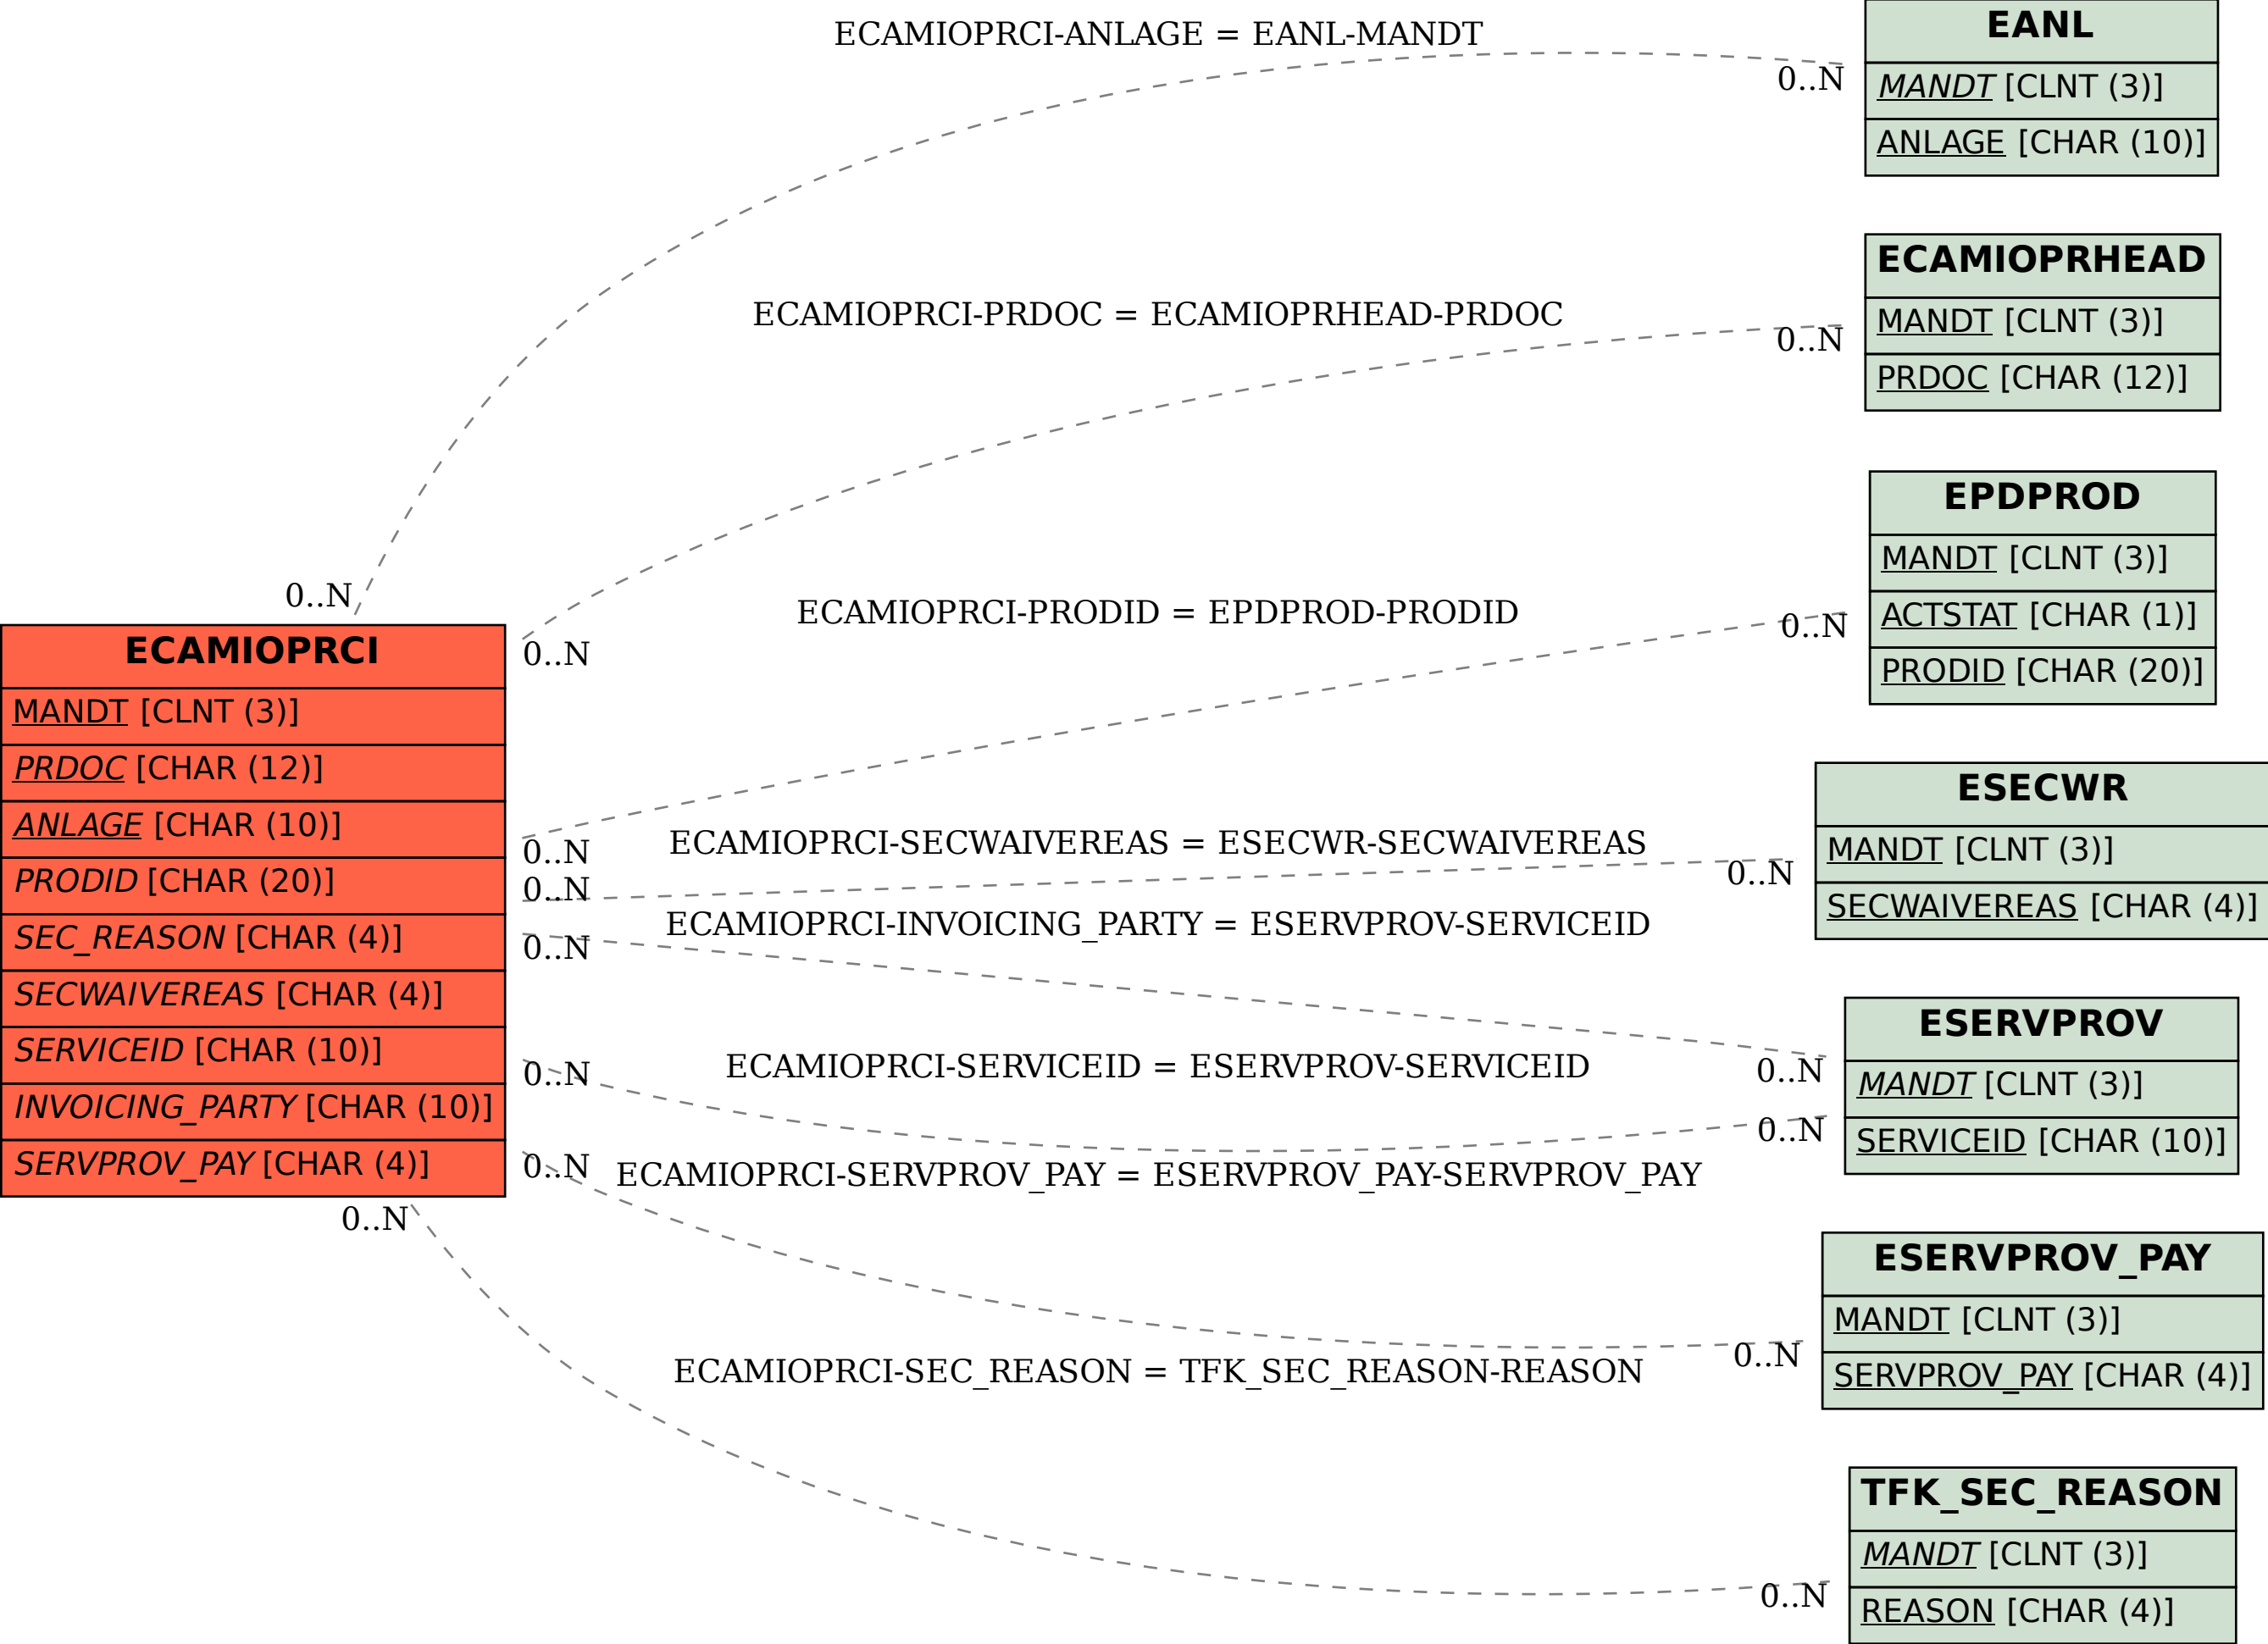 ECAMIOPRCI
MANDT [CLNT (3)]
PRDOC [CHAR (12)]
ANLAGE [CHAR (10)]
PRODID [CHAR (20)]
SEC_REASON [CHAR (4)]
SECWAIVEREAS [CHAR (4)]
SERVICEID [CHAR (10)]
INVOICING_PARTY [CHAR (10)]
SERVPROV_PAY [CHAR (4)]
ECAMIOPRCI-ANLAGE = EANL-MANDT
0..N
0..N
ECAMIOPRCI-PRDOC = ECAMIOPRHEAD-PRDOC
0..N
0..N
ECAMIOPRCI-PRODID = EPDPROD-PRODID
0..N
0..N
ECAMIOPRCI-SECWAIVEREAS = ESECWR-SECWAIVEREAS
0..N
0..N
ECAMIOPRCI-INVOICING_PARTY = ESERVPROV-SERVICEID
0..N
0..N
ECAMIOPRCI-SERVICEID = ESERVPROV-SERVICEID
0..N
0..N
ECAMIOPRCI-SERVPROV_PAY = ESERVPROV_PAY-SERVPROV_PAY
0..N
0..N
ECAMIOPRCI-SEC_REASON = TFK_SEC_REASON-REASON
0..N
0..N
EANL
MANDT [CLNT (3)]
ANLAGE [CHAR (10)]
ECAMIOPRHEAD
MANDT [CLNT (3)]
PRDOC [CHAR (12)]
EPDPROD
MANDT [CLNT (3)]
ACTSTAT [CHAR (1)]
PRODID [CHAR (20)]
ESECWR
MANDT [CLNT (3)]
SECWAIVEREAS [CHAR (4)]
ESERVPROV
MANDT [CLNT (3)]
SERVICEID [CHAR (10)]
ESERVPROV_PAY
MANDT [CLNT (3)]
SERVPROV_PAY [CHAR (4)]
TFK_SEC_REASON
MANDT [CLNT (3)]
REASON [CHAR (4)]